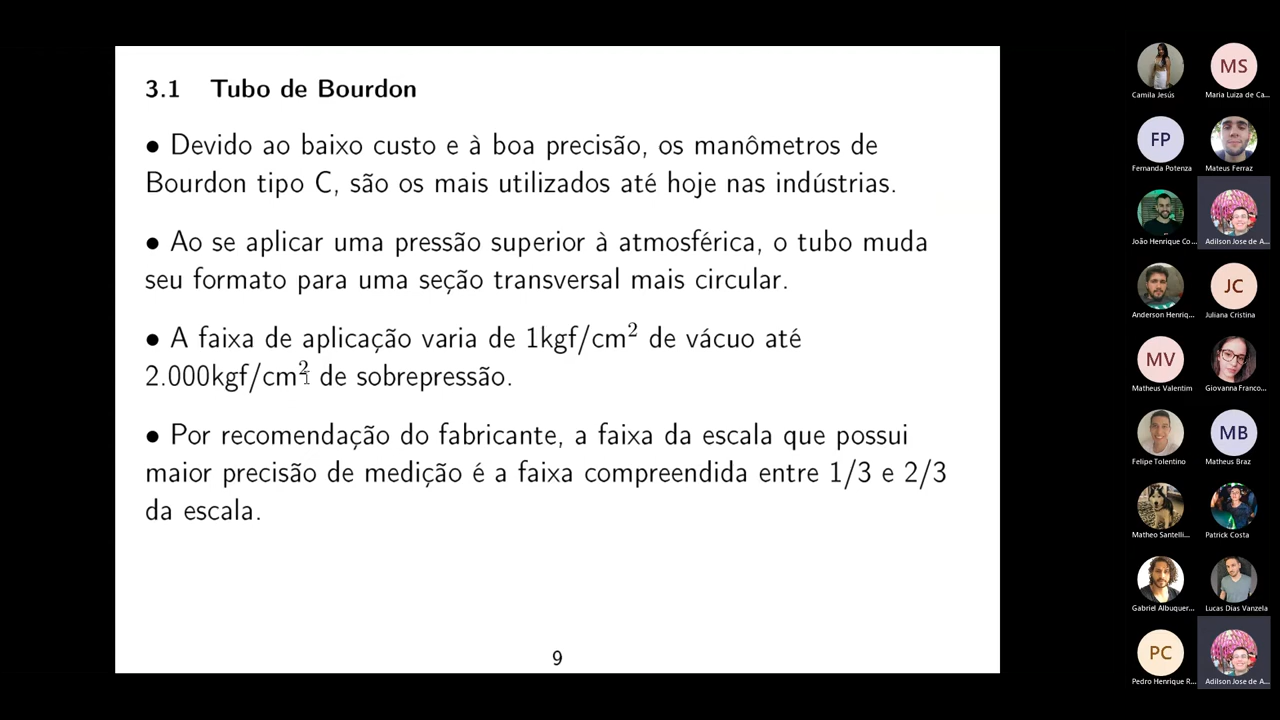 3.1 Tubo de Bourdon
• Devido ao baixo custo e à boa precisão, os manômetros de
Bourdon tipo C, são os mais utilizados até hoje nas indústrias.
• Ao se aplicar uma pressão superior à atmosférica, o tubo muda
seu formato para uma seção transversal mais circular.
• A faixa de aplicação varia de 1kgf/cm² de vácuo até
2.000kgf/cm² de sobrepressão.
• Por recomendação do fabricante, a faixa da escala que possui
maior precisão de medição é a faixa compreendida entre 1/3 e 2/3
da escala.
9
Camila Jesús
MS
Maria Luiza de Ca...
FP
Fernanda Potenza
Mateus Ferraz
João Henrique Co...
Adilson Jose de A...
Anderson Henriq...
JC
Juliana Cristina
MV
Matheus Valentim
Giovanna Franco...
Felipe Tolentino
MB
Matheus Braz
Matheo Santelli...
Patrick Costa
Gabriel Albuquer...
Lucas Dias Vanzela
PC
Pedro Henrique R...
Adilson Jose de A...